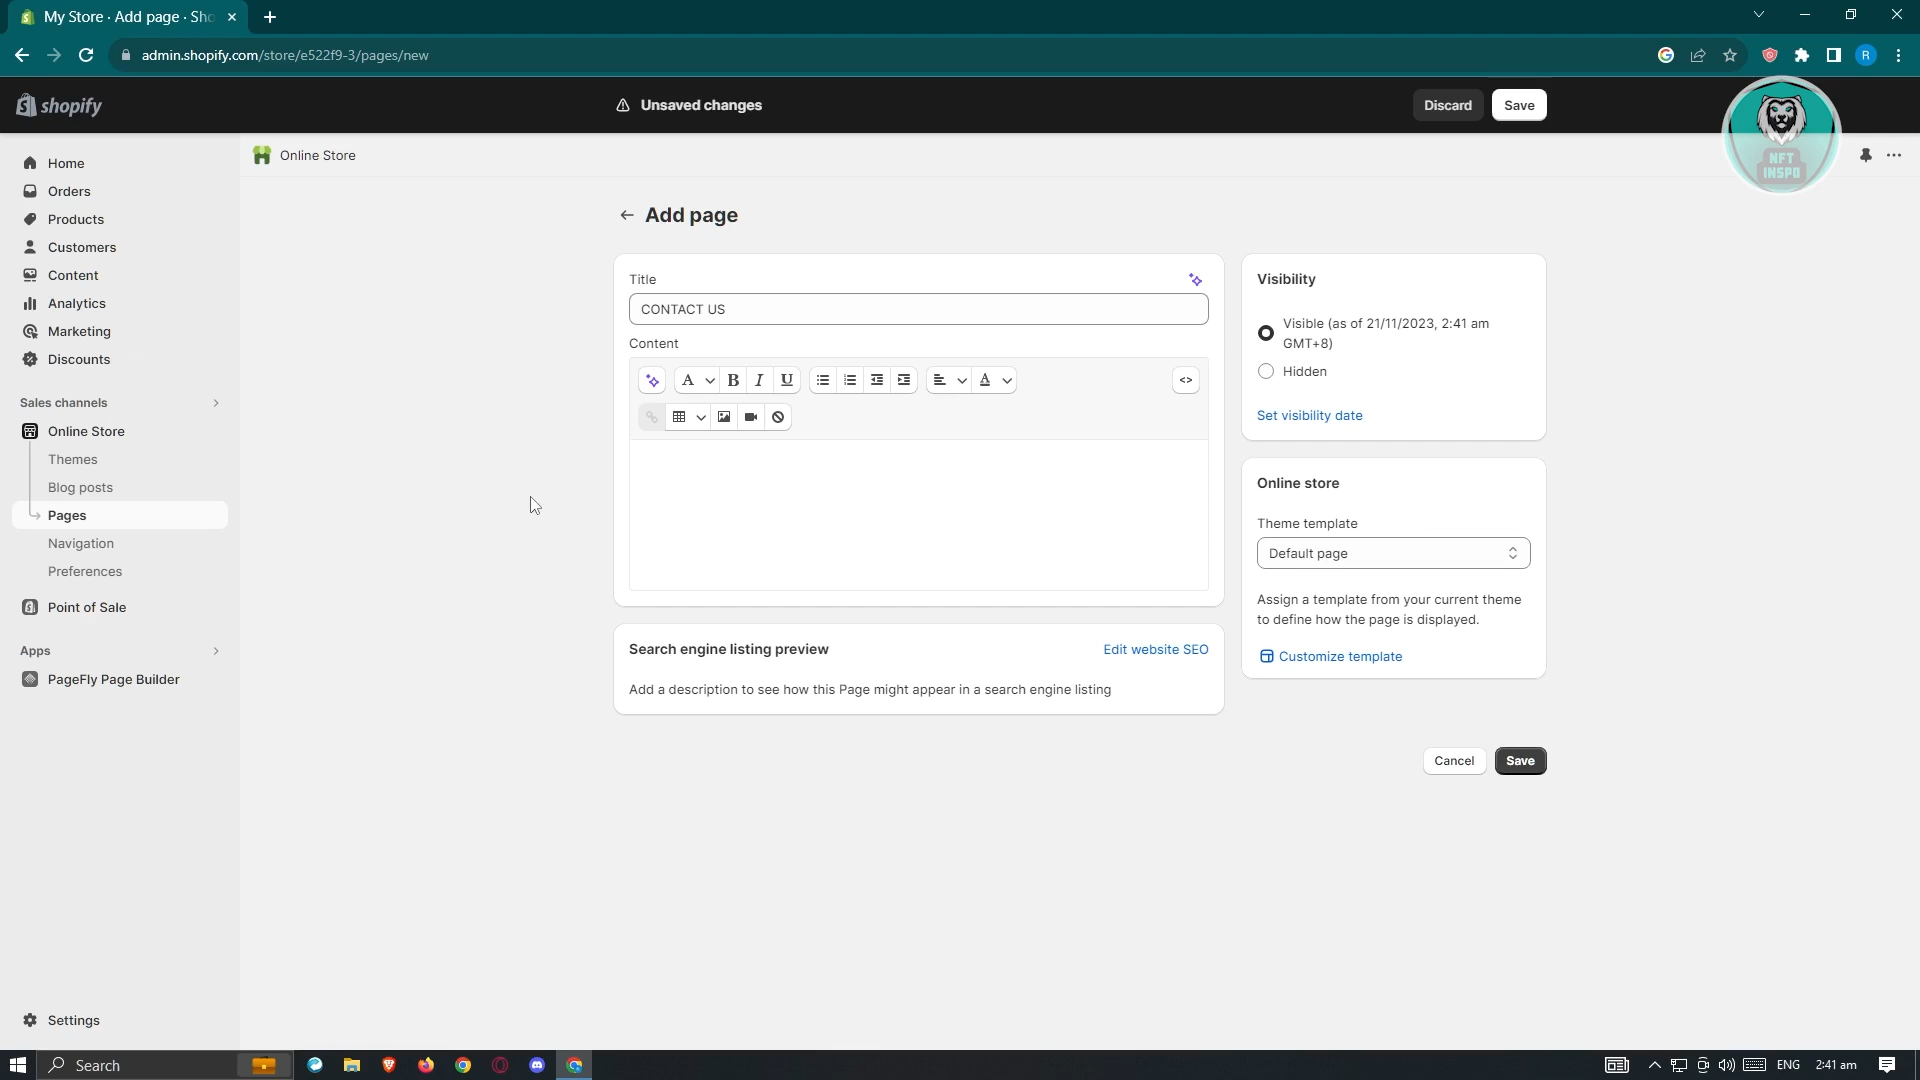 My Store · Add page · Sho
admin.shopify.com/store/e522f9-3/pages/new
R
shopify
Unsaved changes
Discard
Save
NFT
INSPO
Home
Orders
Products
Customers
Content
Analytics
Marketing
Discounts
Sales channels
Online Store
Themes
Blog posts
Pages
Navigation
Preferences
Point of Sale
Apps
PageFly Page Builder
Settings
Online Store
Add page
Title
CONTACT US
Content
A B I U A <>
Search engine listing preview
Edit website SEO
Add a description to see how this Page might appear in a search engine listing
Visibility
Visible (as of 21/11/2023, 2:41 am
GMT+8)
Hidden
Set visibility date
Online store
Theme template
Default page
Assign a template from your current theme
to define how the page is displayed.
Customize template
Cancel
Save
Search
ENG
2:41 am